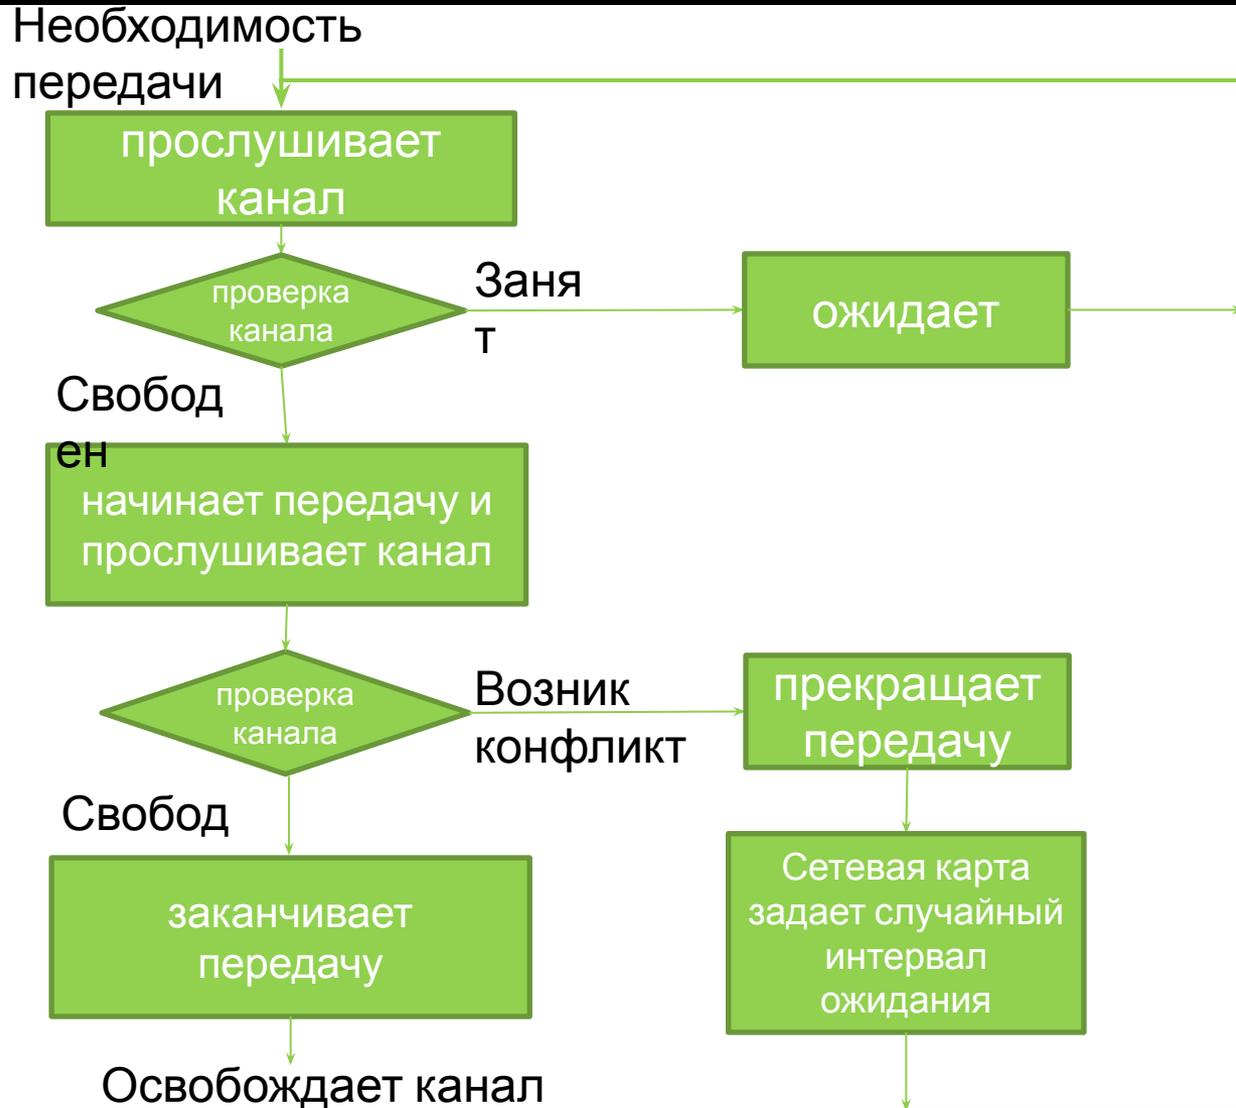 Необходимость
передачи
прослушивает
канал
проверка
канала
Заня
т
ожидает
Свобод
ен
начинает передачу и
прослушивает канал
проверка
канала
Возник
конфликт
прекращает
передачу
Свобод
заканчивает
передачу
Сетевая карта
задает случайный
интервал
ожидания
Освобождает канал